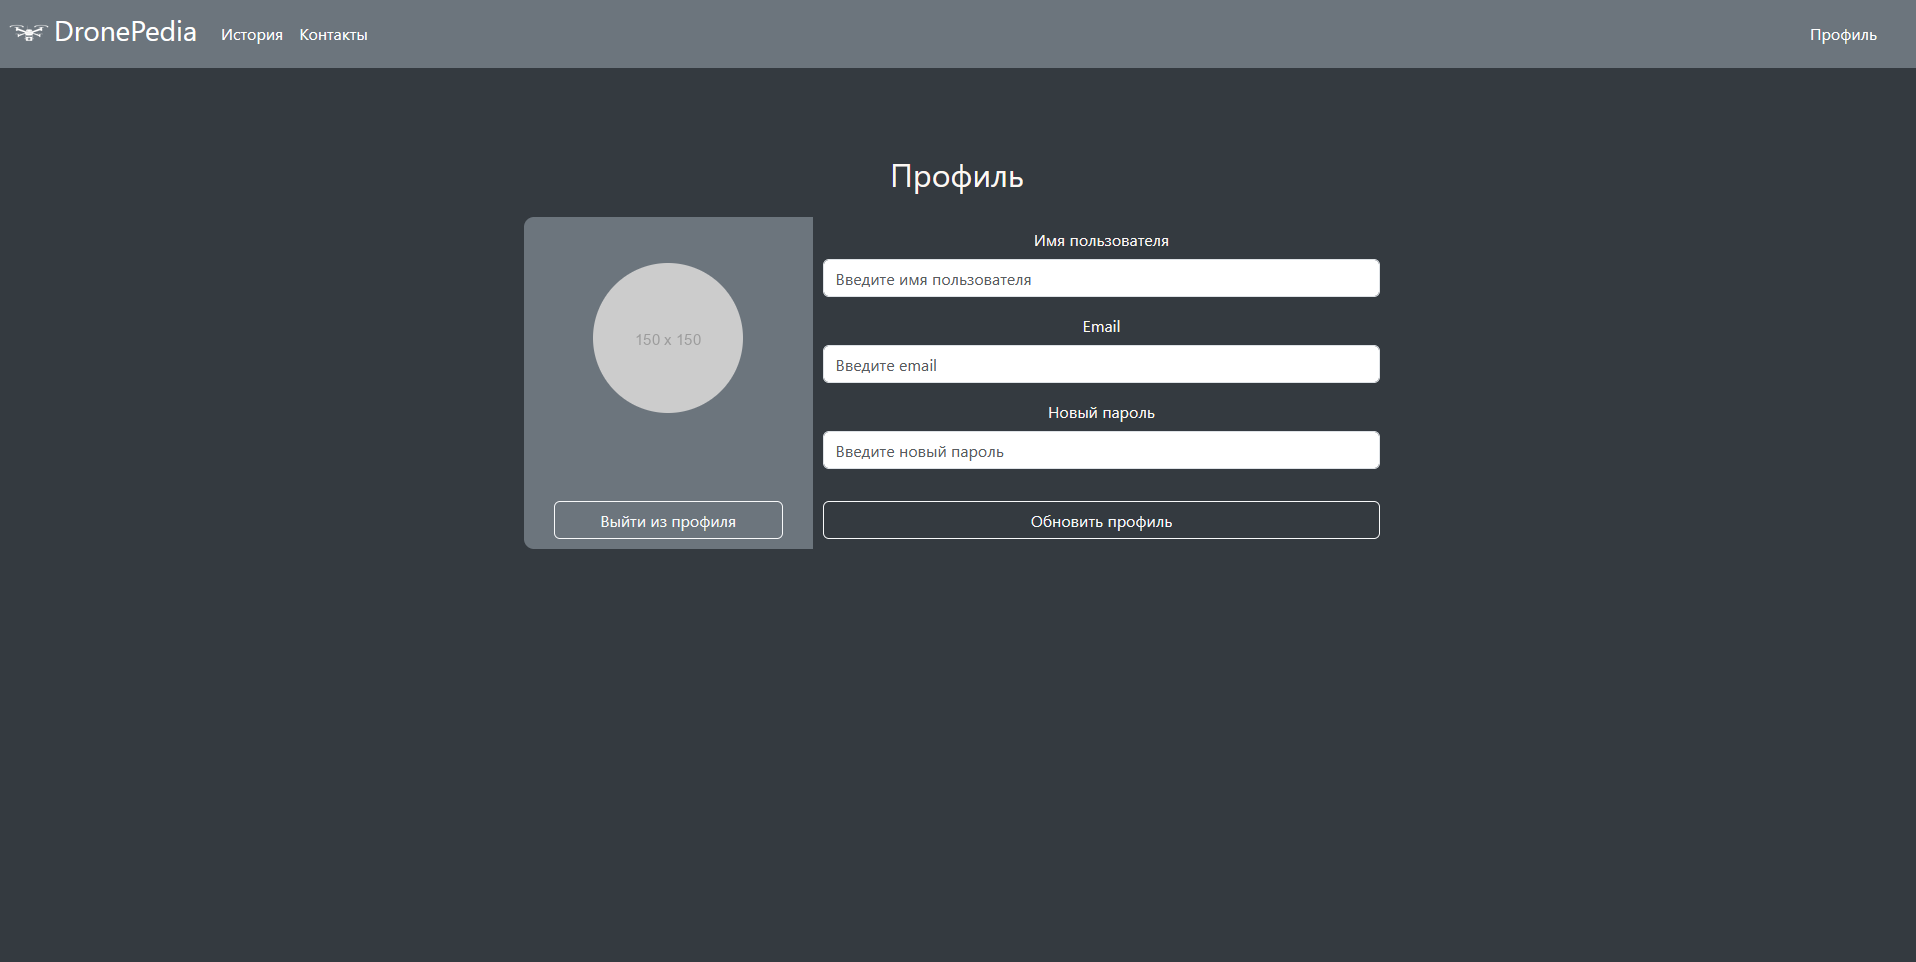 DronePedia История Контакты Профиль
Профиль
150 x 150
Выйти из профиля
Имя пользователя
Введите имя пользователя
Email
Введите email
Новый пароль
Введите новый пароль
Обновить профиль